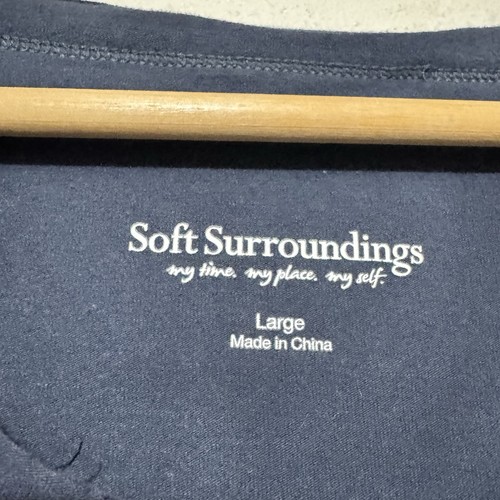 Soft Surroundings
my time. my place. my self.
Large
Made in China